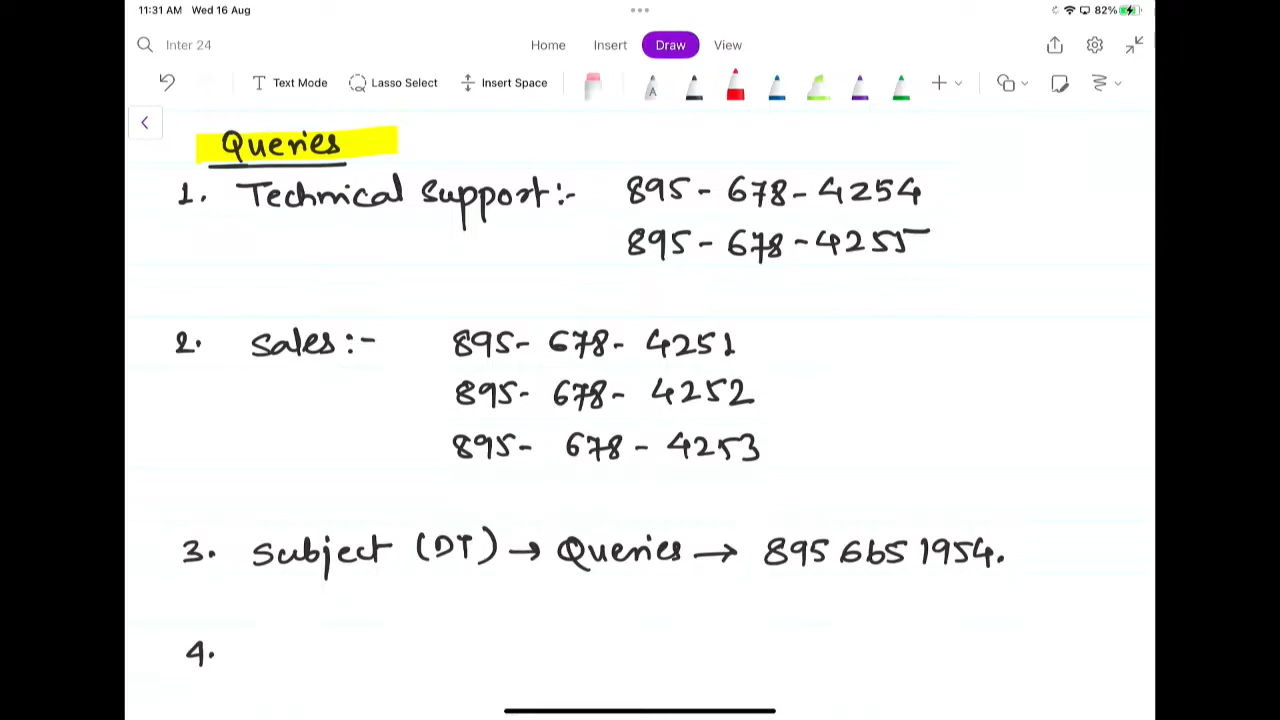 11:31 AM Wed 16 Aug
82%
Inter 24
Home Insert Draw View
Text Mode Lasso Select Insert Space
Queries
1. Technical Support:- 895-678-4254
895-678-4255
2. Sales:- 895-678-4251
895-678-4252
895-678-4253
3. Subject (DT) → Queries → 895 665 1954.
4.